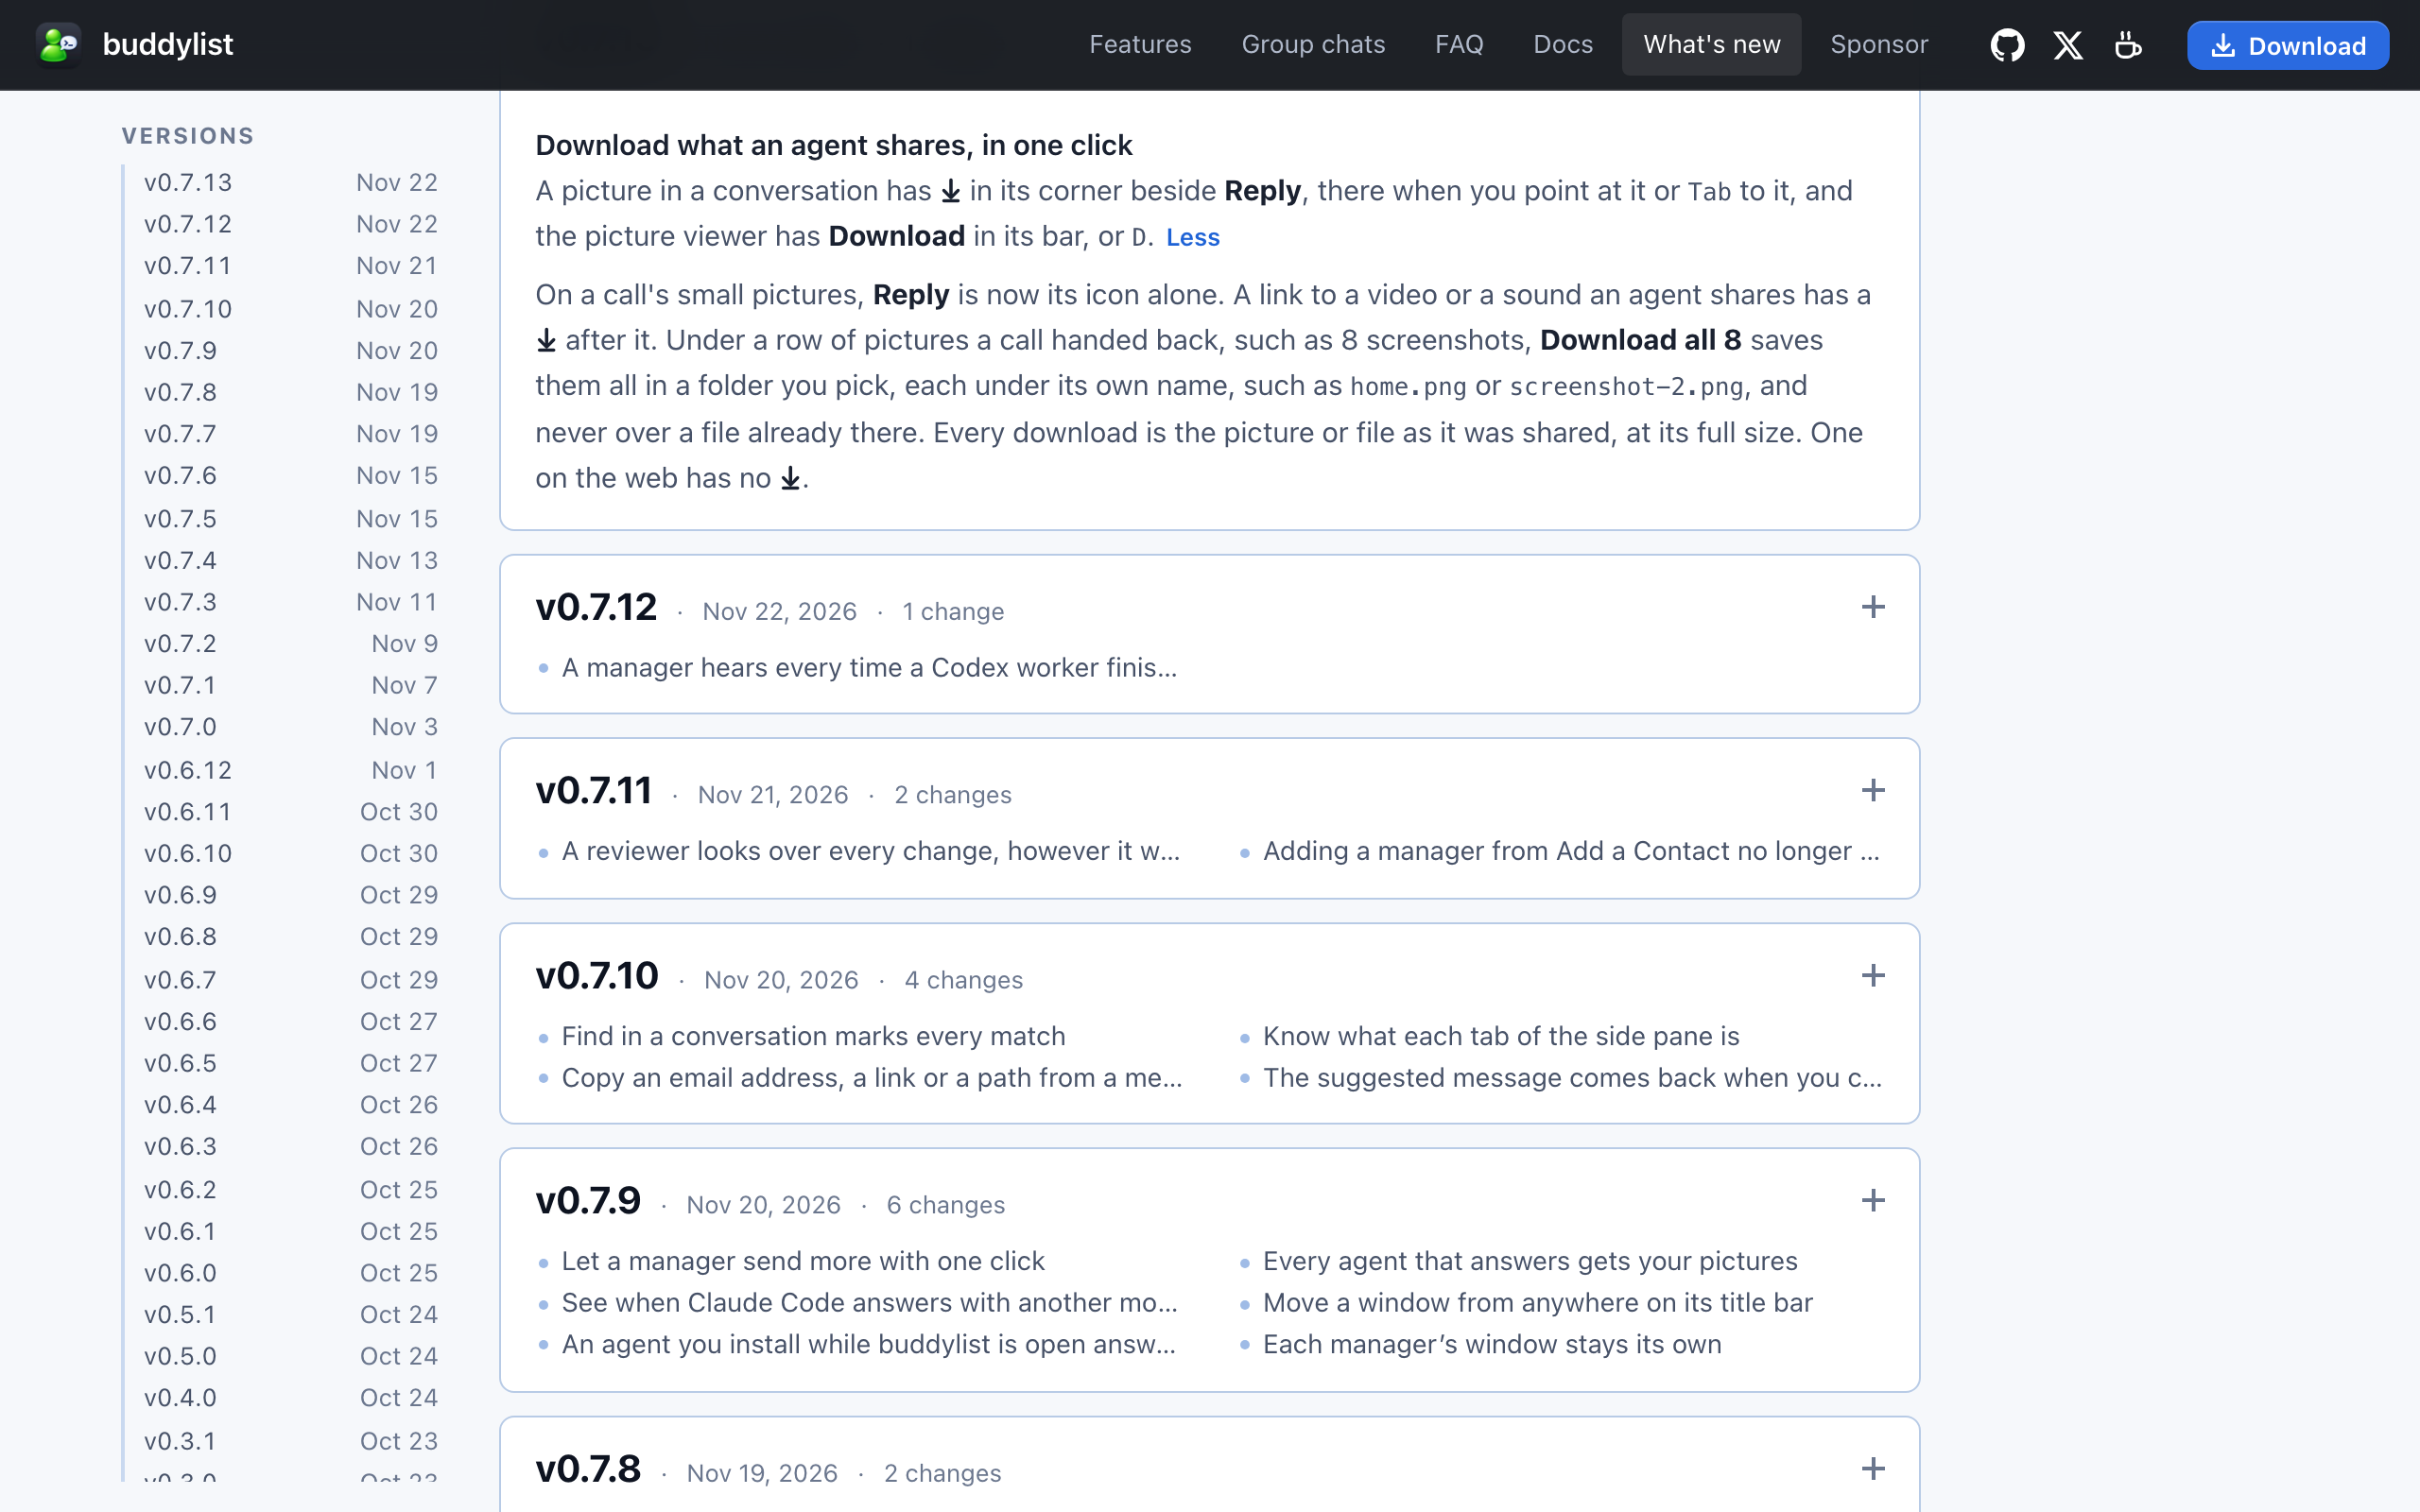 buddylist
Features
Group chats
FAQ
Docs
What's new
Sponsor
Download
VERSIONS
v0.7.13 Nov 22
v0.7.12 Nov 22
v0.7.11 Nov 21
v0.7.10 Nov 20
v0.7.9 Nov 20
v0.7.8 Nov 19
v0.7.7 Nov 19
v0.7.6 Nov 15
v0.7.5 Nov 15
v0.7.4 Nov 13
v0.7.3 Nov 11
v0.7.2 Nov 9
v0.7.1 Nov 7
v0.7.0 Nov 3
v0.6.12 Nov 1
v0.6.11 Oct 30
v0.6.10 Oct 30
v0.6.9 Oct 29
v0.6.8 Oct 29
v0.6.7 Oct 29
v0.6.6 Oct 27
v0.6.5 Oct 27
v0.6.4 Oct 26
v0.6.3 Oct 26
v0.6.2 Oct 25
v0.6.1 Oct 25
v0.6.0 Oct 25
v0.5.1 Oct 24
v0.5.0 Oct 24
v0.4.0 Oct 24
v0.3.1 Oct 23
v0.3.0 Oct 23
Download what an agent shares, in one click
A picture in a conversation has in its corner beside Reply, there when you point at it or Tab to it, and
the picture viewer has Download in its bar, or D. Less
On a call's small pictures, Reply is now its icon alone. A link to a video or a sound an agent shares has a
after it. Under a row of pictures a call handed back, such as 8 screenshots, Download all 8 saves
them all in a folder you pick, each under its own name, such as home.png or screenshot-2.png, and
never over a file already there. Every download is the picture or file as it was shared, at its full size. One
on the web has no .
v0.7.12 · Nov 22, 2026 · 1 change
A manager hears every time a Codex worker finis...
v0.7.11 · Nov 21, 2026 · 2 changes
A reviewer looks over every change, however it w...
Adding a manager from Add a Contact no longer ...
v0.7.10 · Nov 20, 2026 · 4 changes
Find in a conversation marks every match
Know what each tab of the side pane is
Copy an email address, a link or a path from a me...
The suggested message comes back when you c...
v0.7.9 · Nov 20, 2026 · 6 changes
Let a manager send more with one click
Every agent that answers gets your pictures
See when Claude Code answers with another mo...
Move a window from anywhere on its title bar
An agent you install while buddylist is open answ...
Each manager’s window stays its own
v0.7.8 · Nov 19, 2026 · 2 changes